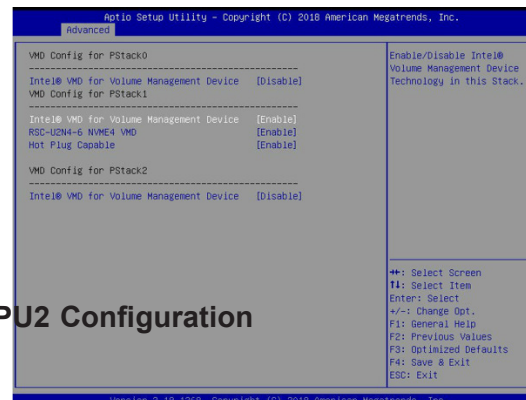 Aptio Setup Utility – Copyright (C) 2018 American Megatrends, Inc.
Advanced
VMD Config for PStack0
Intel® VMD for Volume Management Device [Disable]
VMD Config for PStack1
Intel® VMD for Volume Management Device [Enable]
RSC-U2N4-6 NVME4 VMD [Enable]
Hot Plug Capable [Enable]
VMD Config for PStack2
Intel® VMD for Volume Management Device [Disable]
Enable/Disable Intel®
Volume Management Device
Technology in this Stack.
→←: Select Screen
↑↓: Select Item
Enter: Select
+/-: Change Opt.
F1: General Help
F2: Previous Values
F3: Optimized Defaults
F4: Save & Exit
ESC: Exit
PU2 Configuration